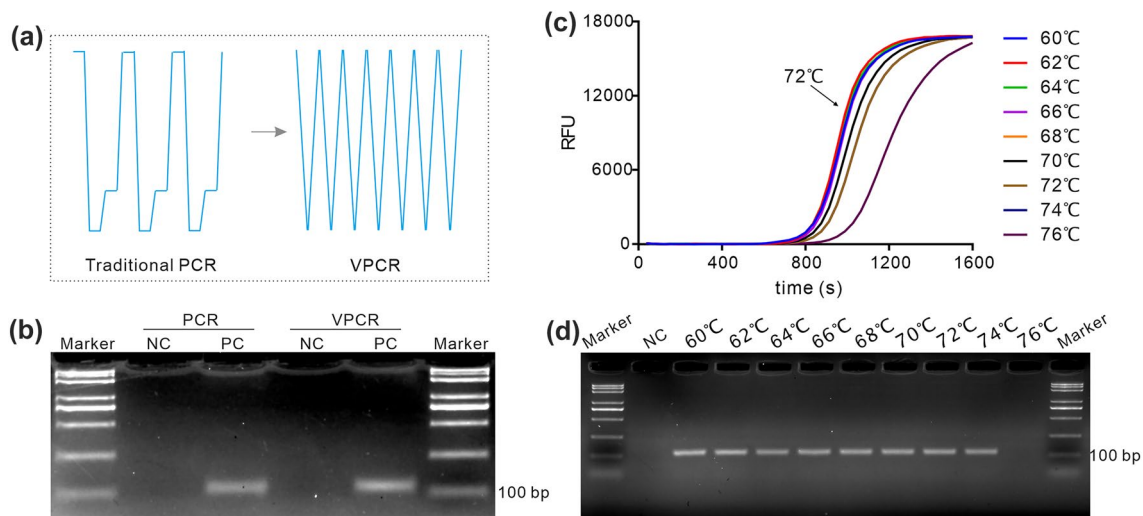 (a)
Traditional PCR
VPCR
(b)
PCR
VPCR
Marker
NC
PC
NC
PC
Marker
100 bp
(c)
18000
12000
6000
0
RFU
72℃
0
400
800
1200
1600
time (s)
60℃
62℃
64℃
66℃
68℃
70℃
72℃
74℃
76℃
(d)
Marker
NC
60℃
62℃
64℃
66℃
68℃
70℃
72℃
74℃
76℃
Marker
100 bp